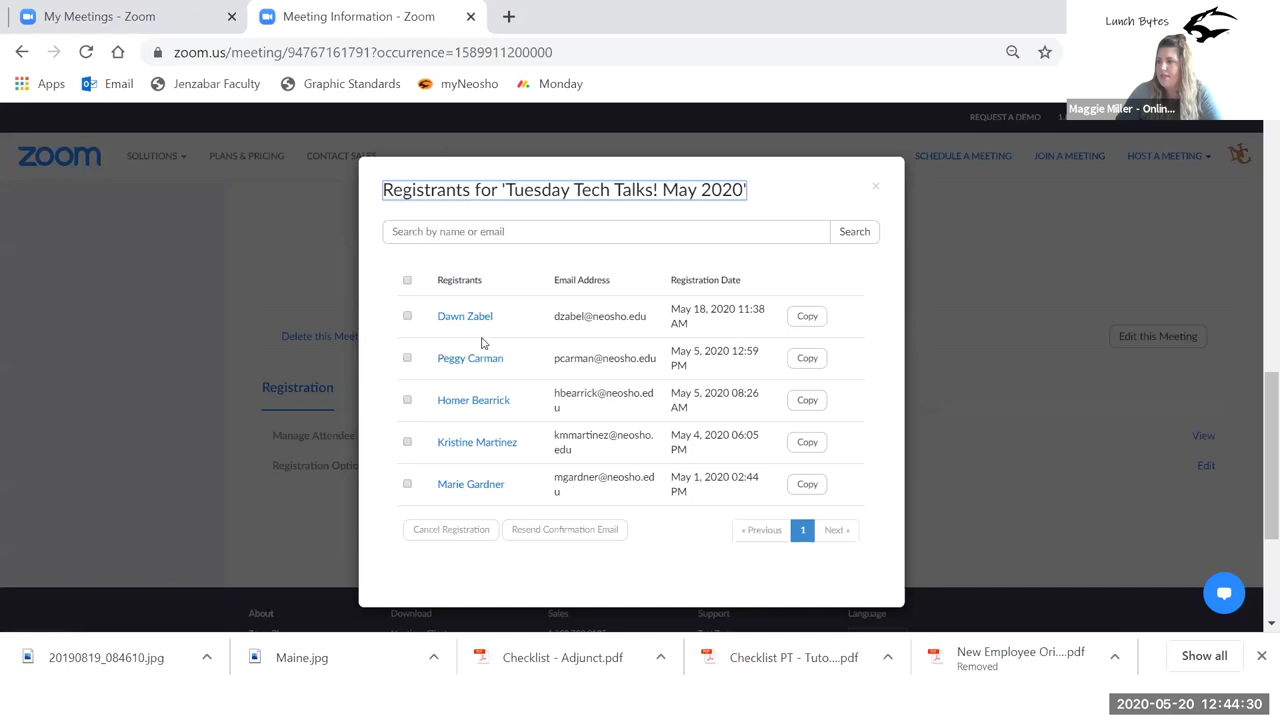 My Meetings - Zoom
Meeting Information - Zoom
Lunch Bytes
zoom.us/meeting/94767161791?occurrence=1589911200000
Apps
Email
Jenzabar Faculty
Graphic Standards
myNeosho
Monday
Maggie Miller - Onlin...
REQUEST A DEMO
1.
zoom
SOLUTIONS
PLANS & PRICING
CONTACT SALES
SCHEDULE A MEETING
JOIN A MEETING
HOST A MEETING
Registrants for 'Tuesday Tech Talks! May 2020'
×
Search by name or email
Search
Registrants
Email Address
Registration Date
Dawn Zabel
dzabel@neosho.edu
May 18, 2020 11:38
AM
Copy
Delete this Meet
Edit this Meeting
Peggy Carman
pcarman@neosho.edu
May 5, 2020 12:59
PM
Copy
Registration
Homer Bearrick
hbearrick@neosho.ed
u
May 5, 2020 08:26
AM
Copy
Manage Attendee
View
Kristine Martinez
kmmartinez@neosho.
edu
May 4, 2020 06:05
PM
Copy
Registration Optio
Edit
Marie Gardner
mgardner@neosho.ed
u
May 1, 2020 02:44
PM
Copy
Cancel Registration
Resend Confirmation Email
« Previous
1
Next »
About
Download
Sales
Support
Language
20190819_084610.jpg
Maine.jpg
Checklist - Adjunct.pdf
Checklist PT - Tuto....pdf
New Employee Ori....pdf
Removed
Show all
2020-05-20 12:44:30